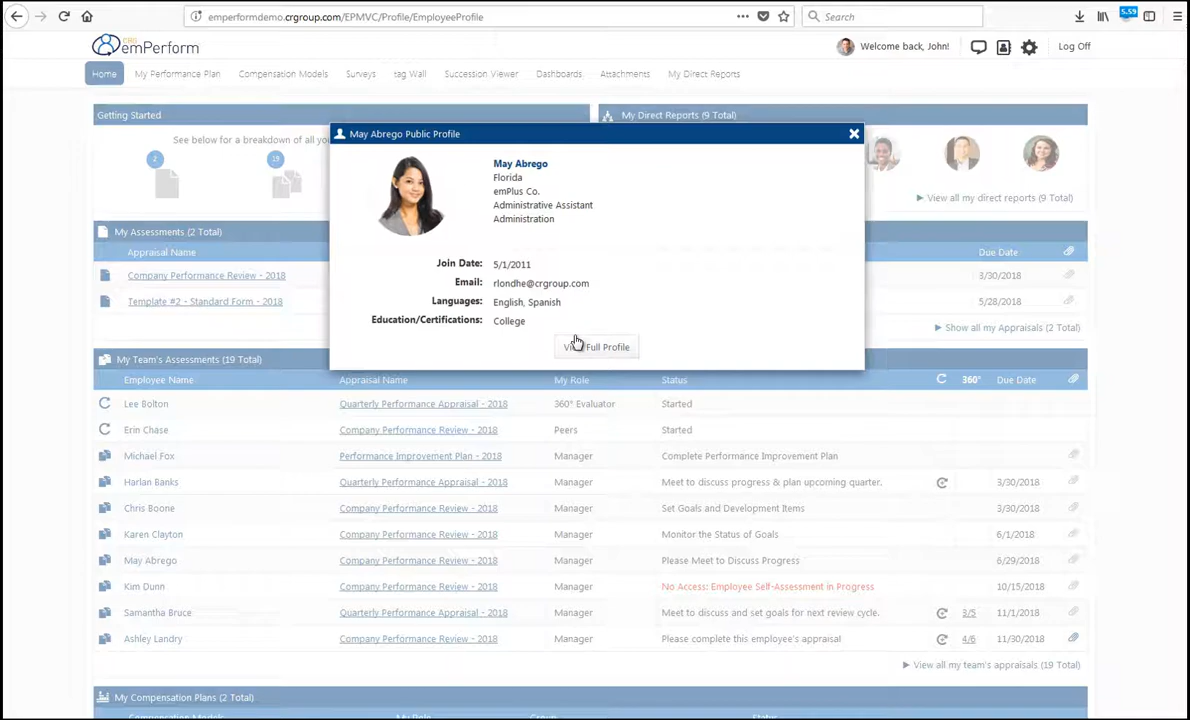 emperformdemo.crgroup.com/EPMVC/Profile/EmployeeProfile
Search
5.59
CRG emPerform
Welcome back, John!
Log Off
Home
My Performance Plan
Compensation Models
Surveys
tag Wall
Succession Viewer
Dashboards
Attachments
My Direct Reports
Getting Started
My Direct Reports (9 Total)
See below for a breakdown of all you
2
19
View all my direct reports (9 Total)
May Abrego Public Profile
May Abrego
Florida
emPlus Co.
Administrative Assistant
Administration
Join Date: 5/1/2011
Email: rlondhe@crgroup.com
Languages: English, Spanish
Education/Certifications: College
Full Profile
My Assessments (2 Total)
Appraisal Name Due Date
Company Performance Review - 2018 3/30/2018
Template #2 - Standard Form - 2018 5/28/2018
Show all my Appraisals (2 Total)
My Team's Assessments (19 Total)
Employee Name Appraisal Name My Role Status 360° Due Date
Lee Bolton Quarterly Performance Appraisal - 2018 360° Evaluator Started
Erin Chase Company Performance Review - 2018 Peers Started
Michael Fox Performance Improvement Plan - 2018 Manager Complete Performance Improvement Plan
Harlan Banks Quarterly Performance Appraisal - 2018 Manager Meet to discuss progress & plan upcoming quarter. 3/30/2018
Chris Boone Company Performance Review - 2018 Manager Set Goals and Development Items 3/30/2018
Karen Clayton Company Performance Review - 2018 Manager Monitor the Status of Goals 6/1/2018
May Abrego Company Performance Review - 2018 Manager Please Meet to Discuss Progress 6/29/2018
Kim Dunn Company Performance Review - 2018 Manager No Access: Employee Self-Assessment in Progress 10/15/2018
Samantha Bruce Quarterly Performance Appraisal - 2018 Manager Meet to discuss and set goals for next review cycle. 3/5 11/1/2018
Ashley Landry Company Performance Review - 2018 Manager Please complete this employee's appraisal 4/6 11/30/2018
View all my team's appraisals (19 Total)
My Compensation Plans (2 Total)
Compensation Models My Role Group Status